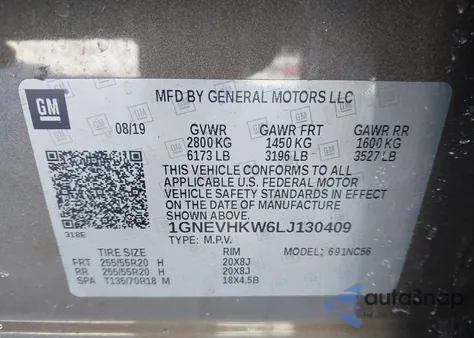 GM
MFD BY GENERAL MOTORS LLC
08/19 GVWR GAWR FRT GAWR RR
2800 KG 1450 KG 1600 KG
6173 LB 3196 LB 3527 LB
THIS VEHICLE CONFORMS TO ALL
APPLICABLE U.S. FEDERAL MOTOR
VEHICLE SAFETY STANDARDS IN EFFECT
ON THE DATE OF MANUFACTURE
SHOWN ABOVE.
1GNEVHKW6LJ130409
318E
TYPE: M.P.V. MODEL: 691NC56
TIRE SIZE RIM
FRT 255/55R20 H 20X8J
RR 255/55R20 H 20X8J
SPA T135/70R18 M 18X4.5B
autoSnap